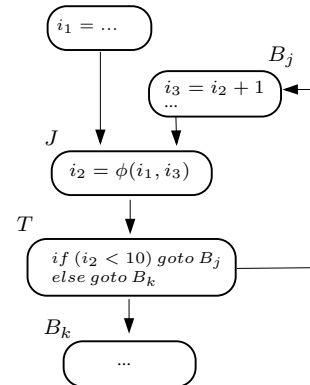 i₁ = ...
Bⱼ
i₃ = i₂ + 1
...
J
i₂ = ϕ(i₁, i₃)
T
if (i₂ < 10) goto Bⱼ
else goto Bₖ
Bₖ
...